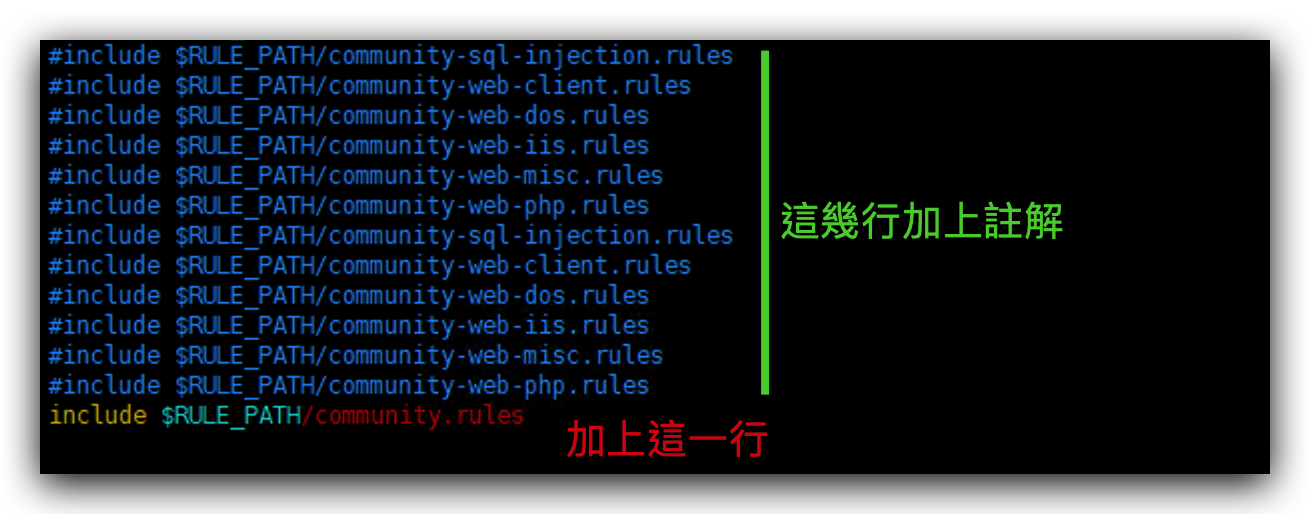 #include $RULE_PATH/community-sql-injection.rules
#include $RULE_PATH/community-web-client.rules
#include $RULE_PATH/community-web-dos.rules
#include $RULE_PATH/community-web-iis.rules
#include $RULE_PATH/community-web-misc.rules
#include $RULE_PATH/community-web-php.rules
這幾行加上註解
#include $RULE_PATH/community-sql-injection.rules
#include $RULE_PATH/community-web-client.rules
#include $RULE_PATH/community-web-dos.rules
#include $RULE_PATH/community-web-iis.rules
#include $RULE_PATH/community-web-misc.rules
#include $RULE_PATH/community-web-php.rules
include $RULE_PATH/community.rules
加上這一行